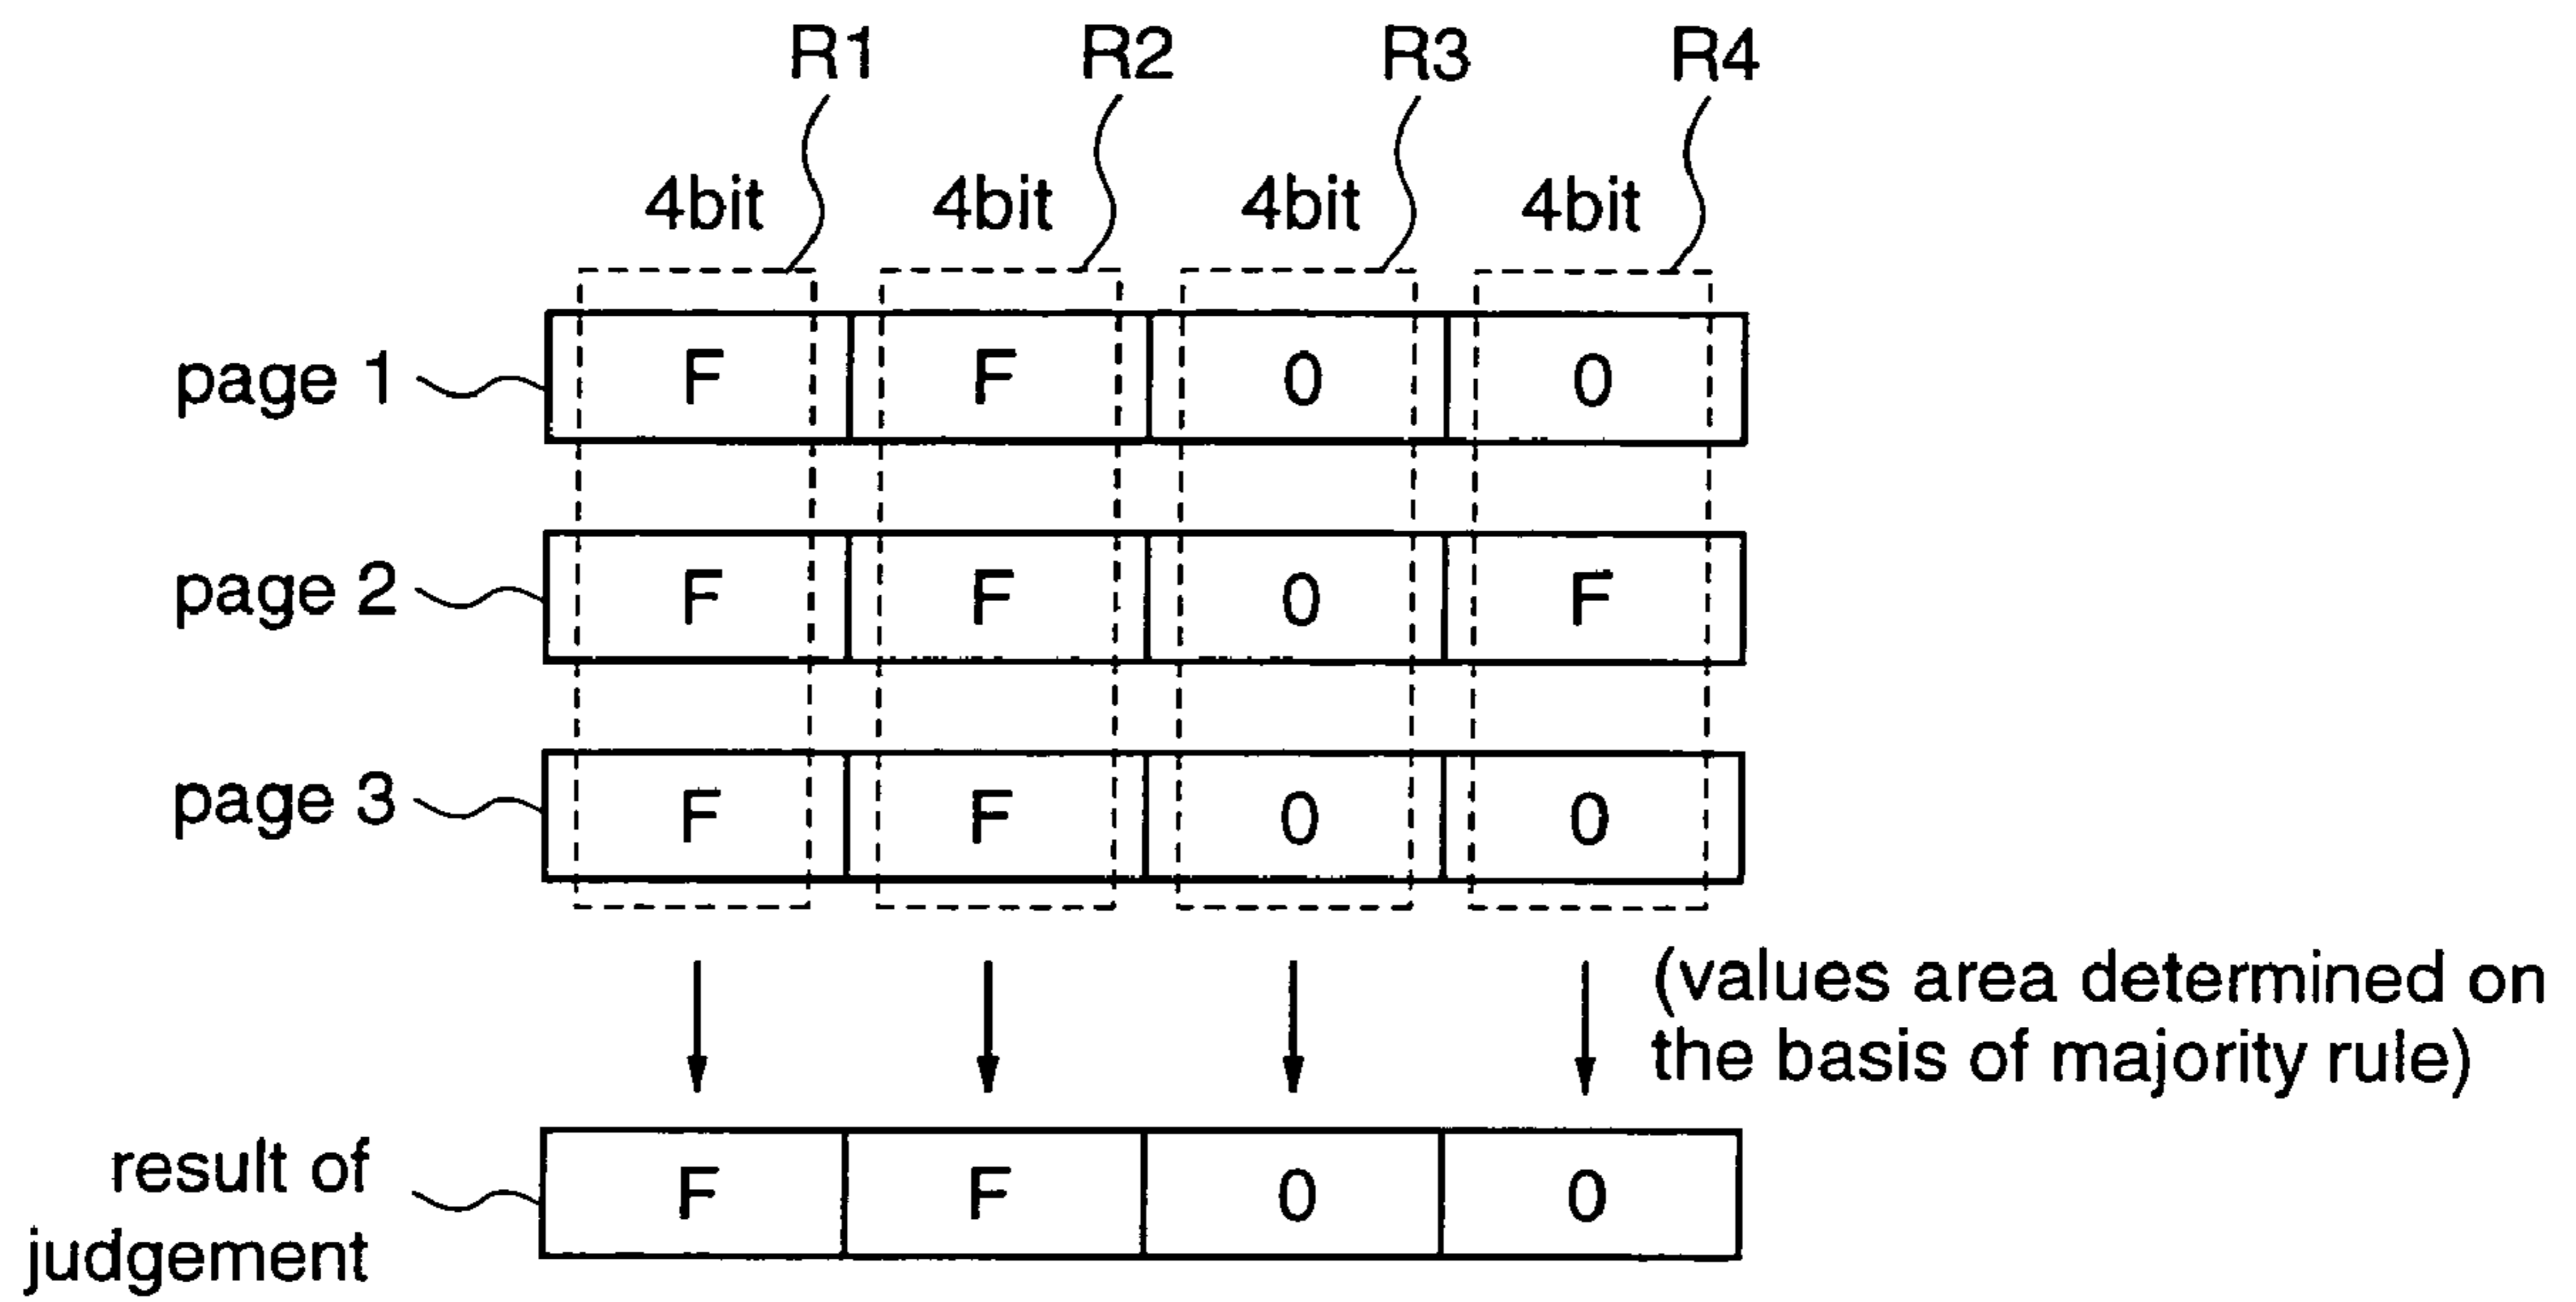 R1 R2 R3 R4
4bit 4bit 4bit 4bit
page 1 F F 0 0
page 2 F F 0 F
page 3 F F 0 0
(values area determined on
the basis of majority rule)
result of
judgement
F F 0 0